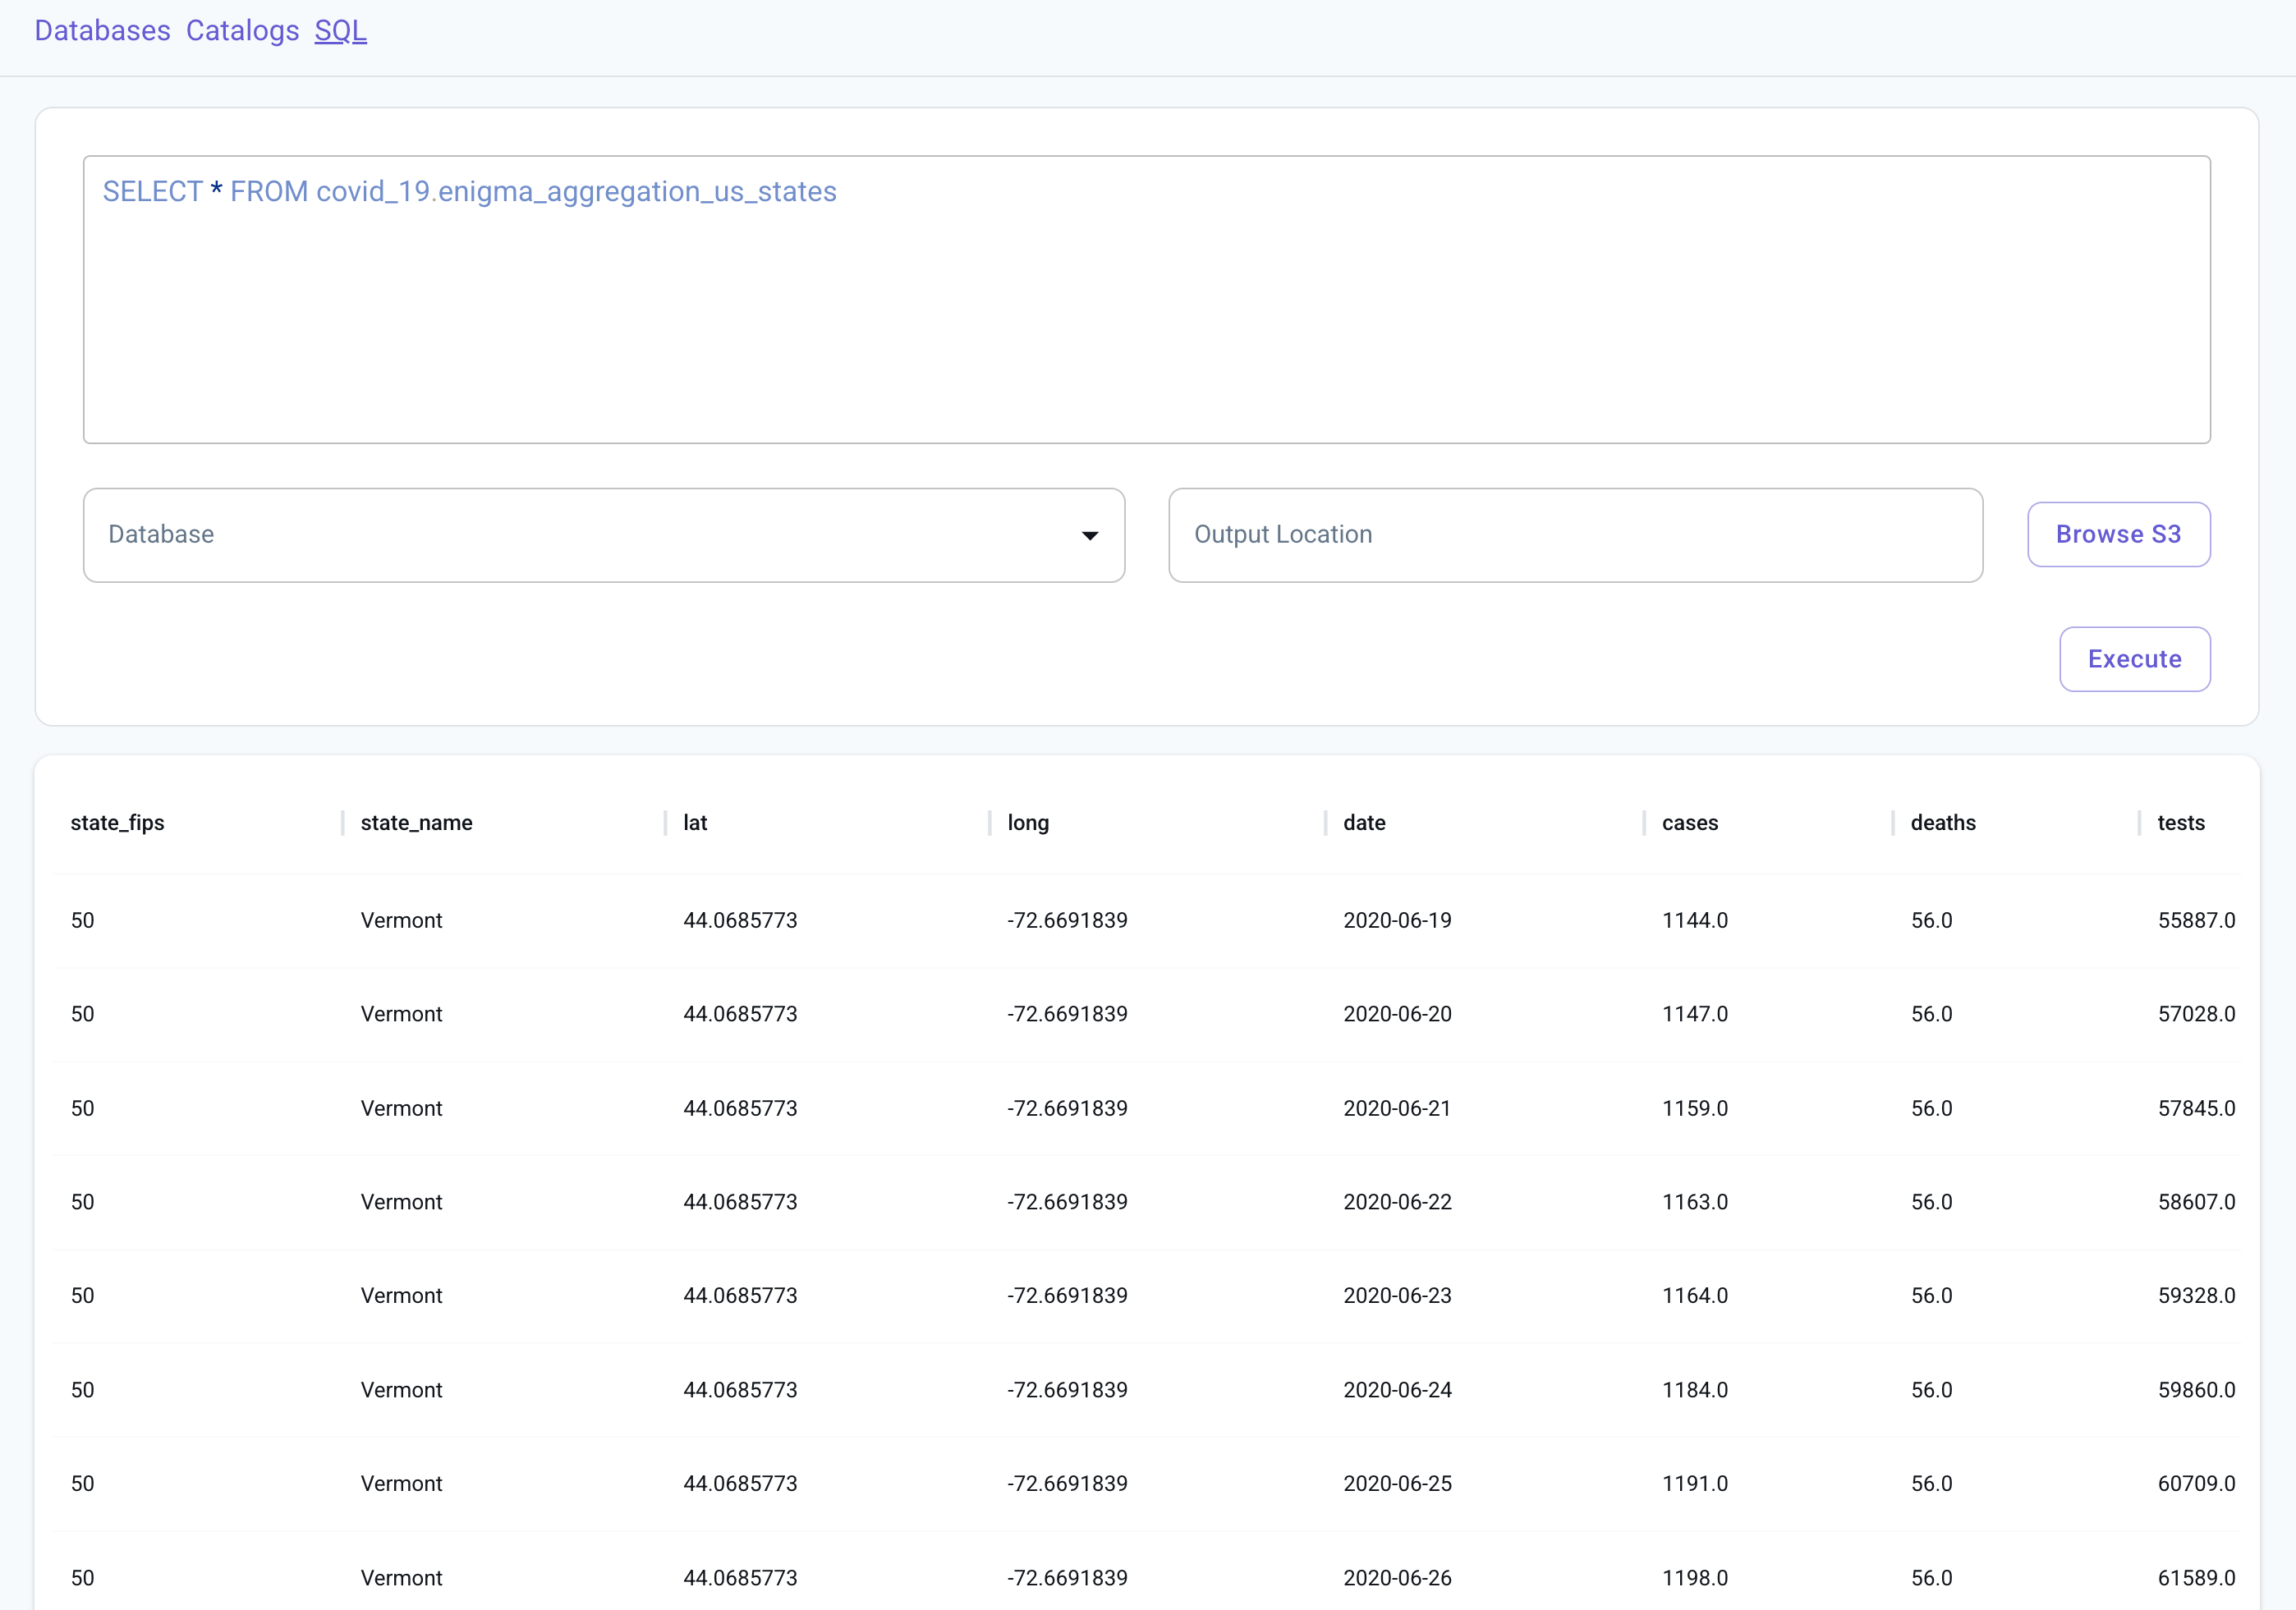 Databases Catalogs SQL
SELECT * FROM covid_19.enigma_aggregation_us_states
Database Output Location Browse S3
Execute
state_fips state_name lat long date cases deaths tests
50 Vermont 44.0685773 -72.6691839 2020-06-19 1144.0 56.0 55887.0
50 Vermont 44.0685773 -72.6691839 2020-06-20 1147.0 56.0 57028.0
50 Vermont 44.0685773 -72.6691839 2020-06-21 1159.0 56.0 57845.0
50 Vermont 44.0685773 -72.6691839 2020-06-22 1163.0 56.0 58607.0
50 Vermont 44.0685773 -72.6691839 2020-06-23 1164.0 56.0 59328.0
50 Vermont 44.0685773 -72.6691839 2020-06-24 1184.0 56.0 59860.0
50 Vermont 44.0685773 -72.6691839 2020-06-25 1191.0 56.0 60709.0
50 Vermont 44.0685773 -72.6691839 2020-06-26 1198.0 56.0 61589.0